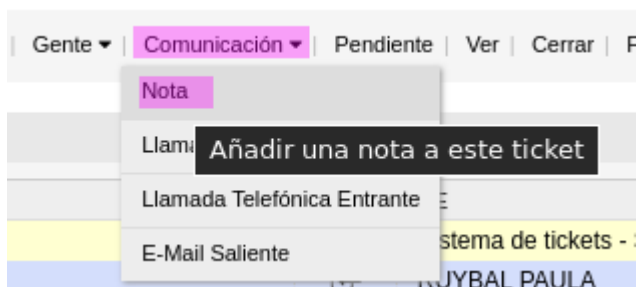 Gente ▾ | Comunicación ▾ | Pendiente | Ver | Cerrar |
Nota
Añadir una nota a este ticket
Llamada Telefónica Entrante
stema de tickets -
E-Mail Saliente
RUYBAL PAULA